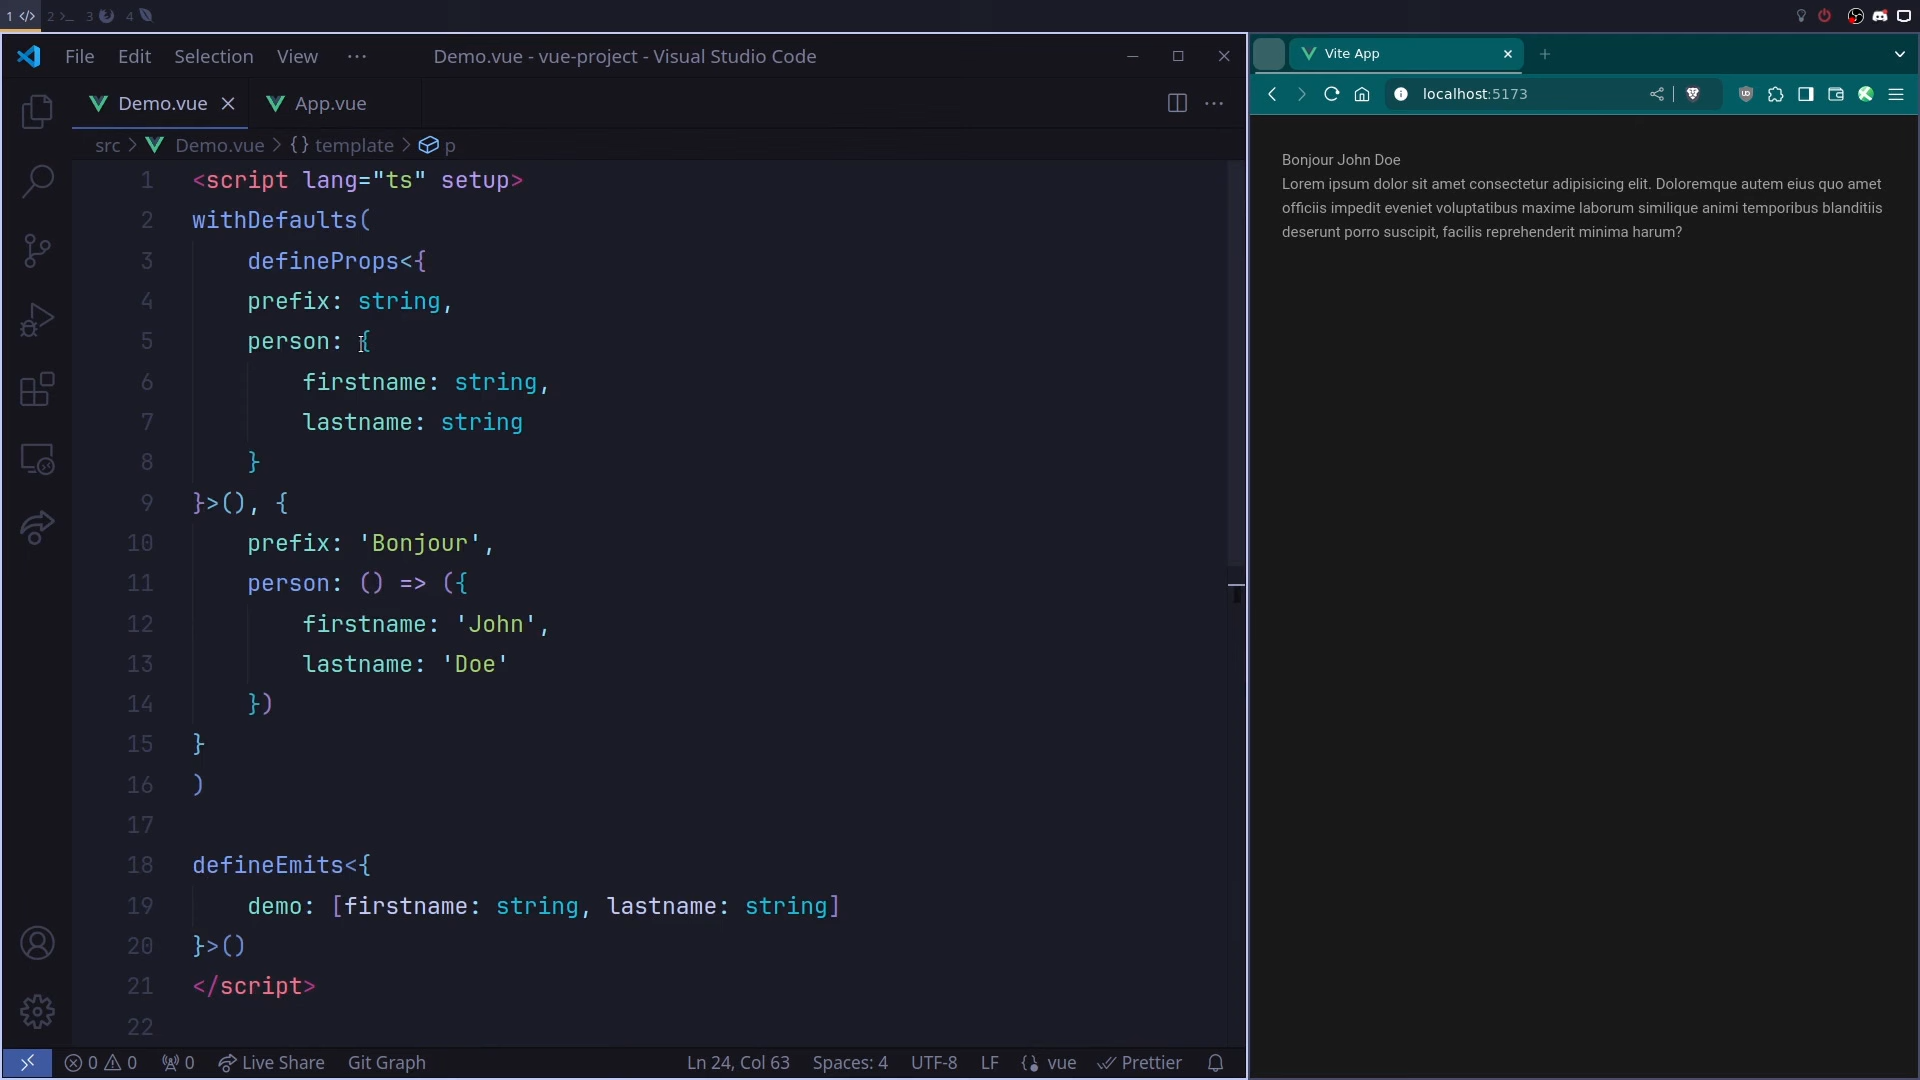 1 2 3 4
File Edit Selection View ··· Demo.vue - vue-project - Visual Studio Code
Demo.vue App.vue ···
src > Demo.vue > {} template > p
1 <script lang="ts" setup>
2 withDefaults(
3 defineProps<{
4 prefix: string,
5 person: {
6 firstname: string,
7 lastname: string
8 }
9 }>(), {
10 prefix: 'Bonjour',
11 person: () => ({
12 firstname: 'John',
13 lastname: 'Doe'
14 })
15 }
16 )
17
18 defineEmits<{
19 demo: [firstname: string, lastname: string]
20 }>()
21 </script>
22
0 0 0 Live Share Git Graph Ln 24, Col 63 Spaces: 4 UTF-8 LF {} vue Prettier
Vite App
localhost:5173
Bonjour John Doe
Lorem ipsum dolor sit amet consectetur adipisicing elit. Doloremque autem eius quo amet
officiis impedit eveniet voluptatibus maxime laborum similique animi temporibus blanditiis
deserunt porro suscipit, facilis reprehenderit minima harum?